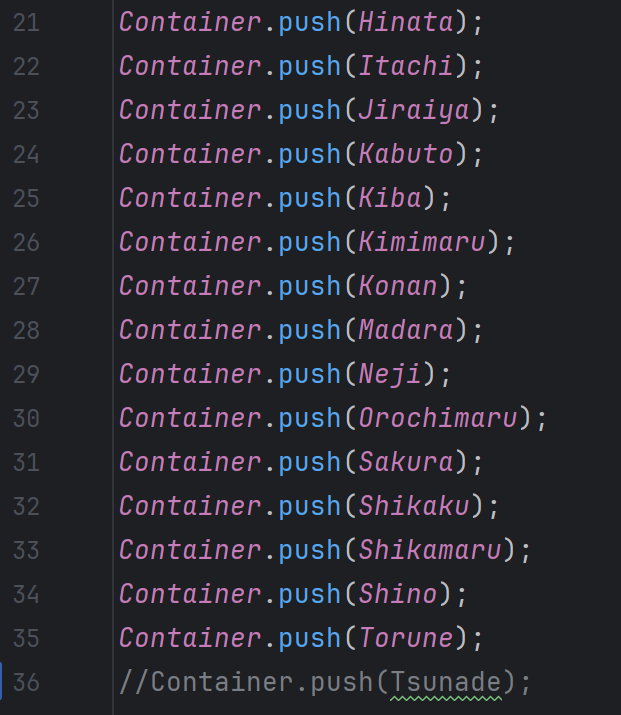 21 Container.push(Hinata);
22 Container.push(Itachi);
23 Container.push(Jiraiya);
24 Container.push(Kabuto);
25 Container.push(Kiba);
26 Container.push(Kimimaru);
27 Container.push(Konan);
28 Container.push(Madara);
29 Container.push(Neji);
30 Container.push(Orochimaru);
31 Container.push(Sakura);
32 Container.push(Shikaku);
33 Container.push(Shikamaru);
34 Container.push(Shino);
35 Container.push(Torune);
36 //Container.push(Tsunade);